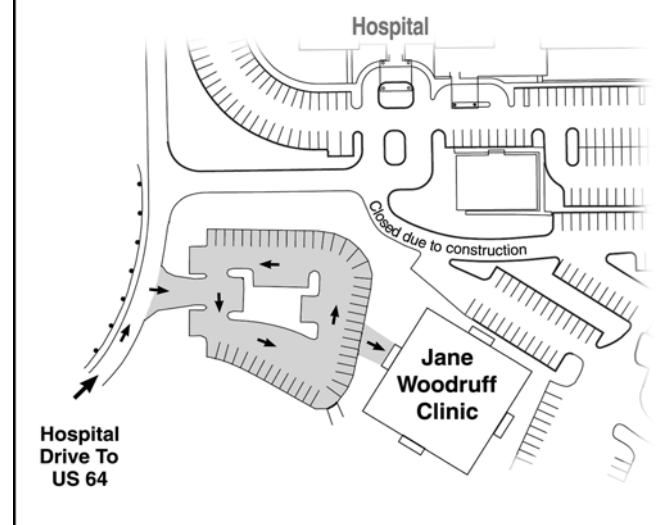 Hospital
Closed due to construction
Jane
Woodruff
Clinic
Hospital
Drive To
US 64